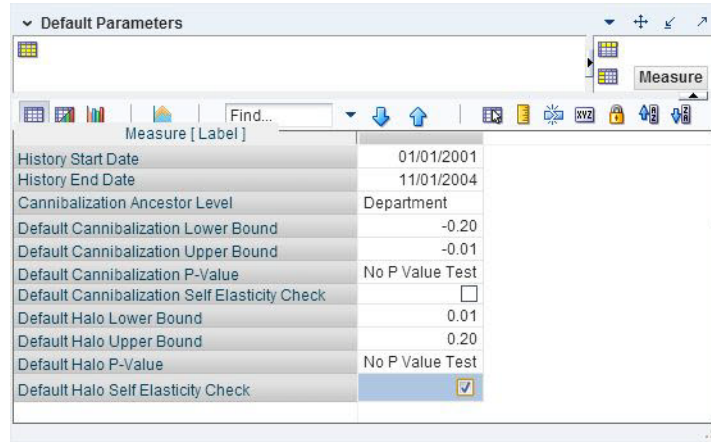 Default Parameters
Measure
Find...
XYZ
A
Z
Z
A
Measure [ Label ]
History Start Date 01/01/2001
History End Date 11/01/2004
Cannibalization Ancestor Level Department
Default Cannibalization Lower Bound -0.20
Default Cannibalization Upper Bound -0.01
Default Cannibalization P-Value No P Value Test
Default Cannibalization Self Elasticity Check
Default Halo Lower Bound 0.01
Default Halo Upper Bound 0.20
Default Halo P-Value No P Value Test
Default Halo Self Elasticity Check